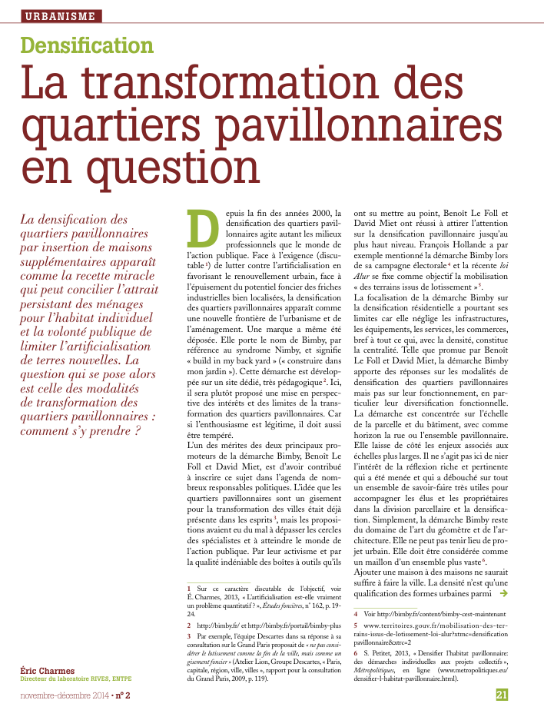 URBANISME
Densification
La transformation des
quartiers pavillonnaires
en question
La densification des
quartiers pavillonnaires
par insertion de maisons
supplémentaires apparaît
comme la recette miracle
qui peut concilier l'attrait
persistant des ménages
pour l'habitat individuel
et la volonté publique de
limiter l'artificialisation
de terres nouvelles. La
question qui se pose alors
est celle des modalités
de transformation des
quartiers pavillonnaires :
comment s'y prendre ?
Éric Charmes
Directeur du laboratoire RIVES, ENTPE
Depuis la fin des années 2000, la
densification des quartiers pavil-
lonnaires agite autant les milieux
professionnels que le monde de
l'action publique. Face à l'exigence (discu-
table1) de lutter contre l'artificialisation en
favorisant le renouvellement urbain, face à
l'épuisement du potentiel foncier des friches
industrielles bien localisées, la densification
des quartiers pavillonnaires apparaît comme
une nouvelle frontière de l'urbanisme et de
l'aménagement. Une marque a même été
déposée. Elle porte le nom de Bimby, par
référence au syndrome Nimby, et signifie
« build in my back yard » (« construire dans
mon jardin »). Cette démarche est dévelop-
pée sur un site dédié, très pédagogique2. Ici,
il sera plutôt proposé une mise en perspec-
tive des intérêts et des limites de la trans-
formation des quartiers pavillonnaires. Car
si l'enthousiasme est légitime, il doit aussi
être tempéré.
L'un des mérites des deux principaux pro-
moteurs de la démarche Bimby, Benoît Le
Foll et David Miet, est d'avoir contribué
à inscrire ce sujet dans l'agenda de nom-
breux responsables politiques. L'idée que les
quartiers pavillonnaires sont un gisement
pour la transformation des villes était déjà
présente dans les esprits3, mais les proposi-
tions avaient eu du mal à dépasser les cercles
des spécialistes et à atteindre le monde de
l'action publique. Par leur activisme et par
la qualité indéniable des boîtes à outils qu'ils
1 Sur ce caractère discutable de l'objectif, voir
É. Charmes, 2013, « L'artificialisation est-elle vraiment
un problème quantitatif ? », Études foncières, n° 162, p. 19-
24.
2 http://bimby.fr/ et http://bimby.fr/portail/bimby-plus
3 Par exemple, l'équipe Descartes dans sa réponse à sa
consultation sur le Grand Paris proposait de « ne pas consi-
dérer le lotissement comme la fin de la ville, mais comme un
gisement foncier » (Atelier Lion, Groupe Descartes, « Paris,
capitale, région, ville, villes », rapport pour la consultation
du Grand Paris, 2009, p. 119).
ont su mettre au point, Benoît Le Foll et
David Miet ont réussi à attirer l'attention
sur la densification pavillonnaire jusqu'au
plus haut niveau. François Hollande a par
exemple mentionné la démarche Bimby lors
de sa campagne électorale4 et la récente loi
Alur se fixe comme objectif la mobilisation
« des terrains issus de lotissement »5.
La focalisation de la démarche Bimby sur
la densification résidentielle a pourtant ses
limites car elle néglige les infrastructures,
les équipements, les services, les commerces,
bref à tout ce qui, avec la densité, constitue
la centralité. Telle que promue par Benoît
Le Foll et David Miet, la démarche Bimby
apporte des réponses sur les modalités de
densification des quartiers pavillonnaires
mais pas sur leur fonctionnement, en par-
ticulier leur diversification fonctionnelle.
La démarche est concentrée sur l'échelle
de la parcelle et du bâtiment, avec comme
horizon la rue ou l'ensemble pavillonnaire.
Elle laisse de côté les enjeux associés aux
échelles plus larges. Il ne s'agit pas ici de nier
l'intérêt de la réflexion riche et pertinente
qui a été menée et qui a débouché sur tout
un ensemble de savoir-faire très utiles pour
accompagner les élus et les propriétaires
dans la division parcellaire et la densifica-
tion. Simplement, la démarche Bimby reste
du domaine de l'art du géomètre et de l'ar-
chitecture. Elle ne peut pas tenir lieu de pro-
jet urbain. Elle doit être considérée comme
un maillon d'un ensemble plus vaste6.
Ajouter une maison à des maisons ne saurait
suffire à faire la ville. La densité n'est qu'une
qualification des formes urbaines parmi
4 Voir http://bimby.fr/content/bimby-cest-maintenant
5 www.territoires.gouv.fr/mobilisation-des-ter-
rains-issus-de-lotissement-loi-alur?xtmc=densification
pavillonnaire&xtcr=2
6 S. Petitet, 2013, « Densifier l'habitat pavillonnaire:
des démarches individuelles aux projets collectifs »,
Métropolitiques, en ligne (www.metropolitiques.eu/
densifier-l-habitat-pavillonnaire.html).
novembre-décembre 2014 • n° 2
21